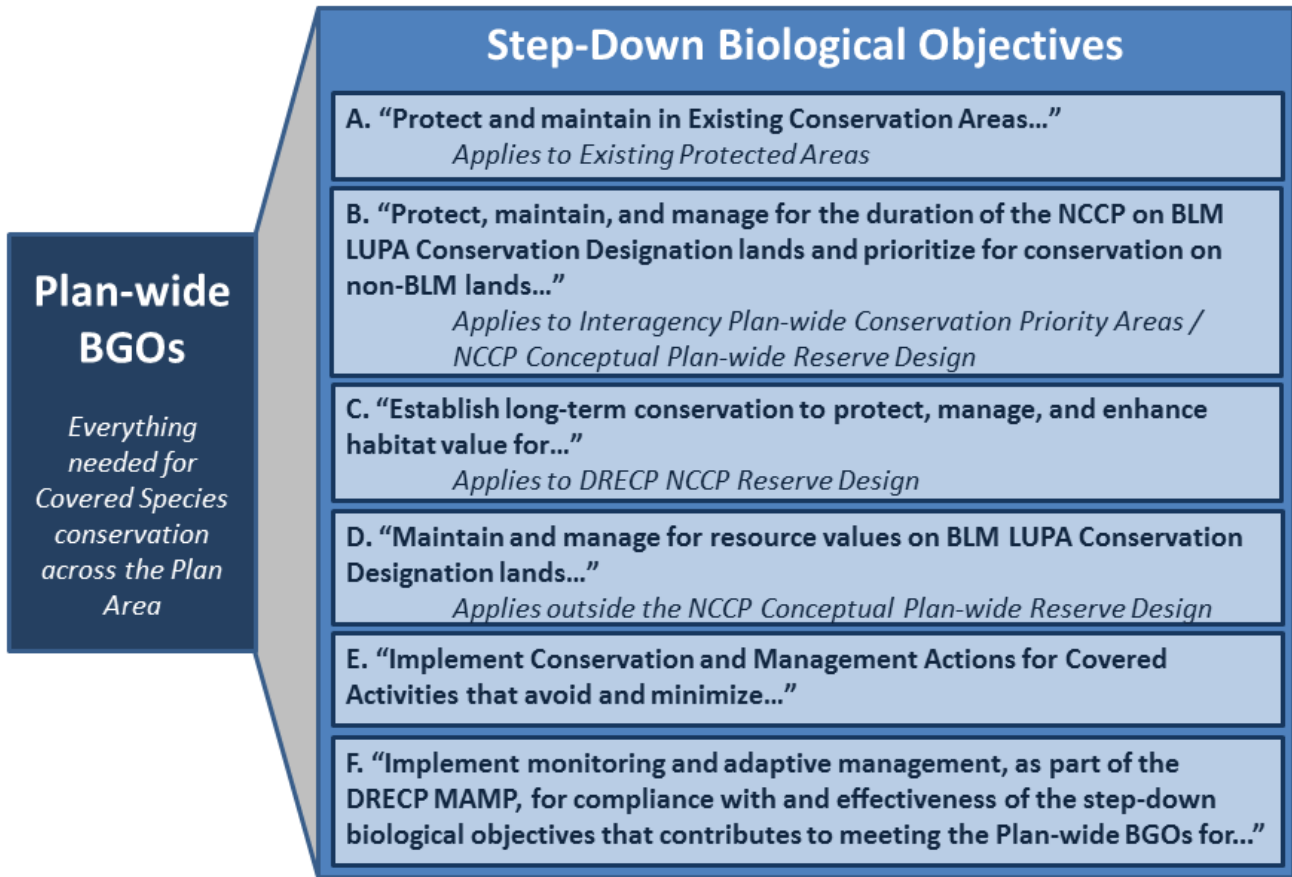 Step-Down Biological Objectives
Plan-wide
BGOs
Everything
needed for
Covered Species
conservation
across the Plan
Area
A. “Protect and maintain in Existing Conservation Areas…”
Applies to Existing Protected Areas
B. “Protect, maintain, and manage for the duration of the NCCP on BLM
LUPA Conservation Designation lands and prioritize for conservation on
non-BLM lands…”
Applies to Interagency Plan-wide Conservation Priority Areas /
NCCP Conceptual Plan-wide Reserve Design
C. “Establish long-term conservation to protect, manage, and enhance
habitat value for…”
Applies to DRECP NCCP Reserve Design
D. “Maintain and manage for resource values on BLM LUPA Conservation
Designation lands…”
Applies outside the NCCP Conceptual Plan-wide Reserve Design
E. “Implement Conservation and Management Actions for Covered
Activities that avoid and minimize…”
F. “Implement monitoring and adaptive management, as part of the
DRECP MAMP, for compliance with and effectiveness of the step-down
biological objectives that contributes to meeting the Plan-wide BGOs for...”